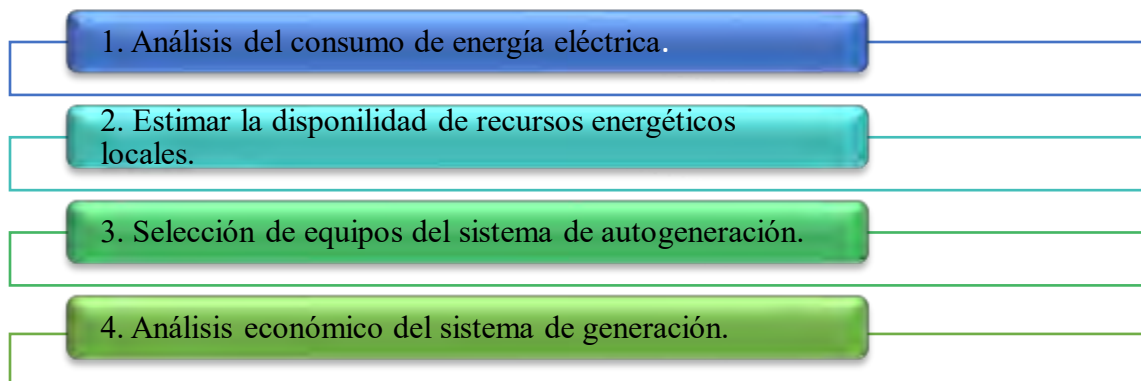 1. Análisis del consumo de energía eléctrica.
2. Estimar la disponilidad de recursos energéticos
locales.
3. Selección de equipos del sistema de autogeneración.
4. Análisis económico del sistema de generación.